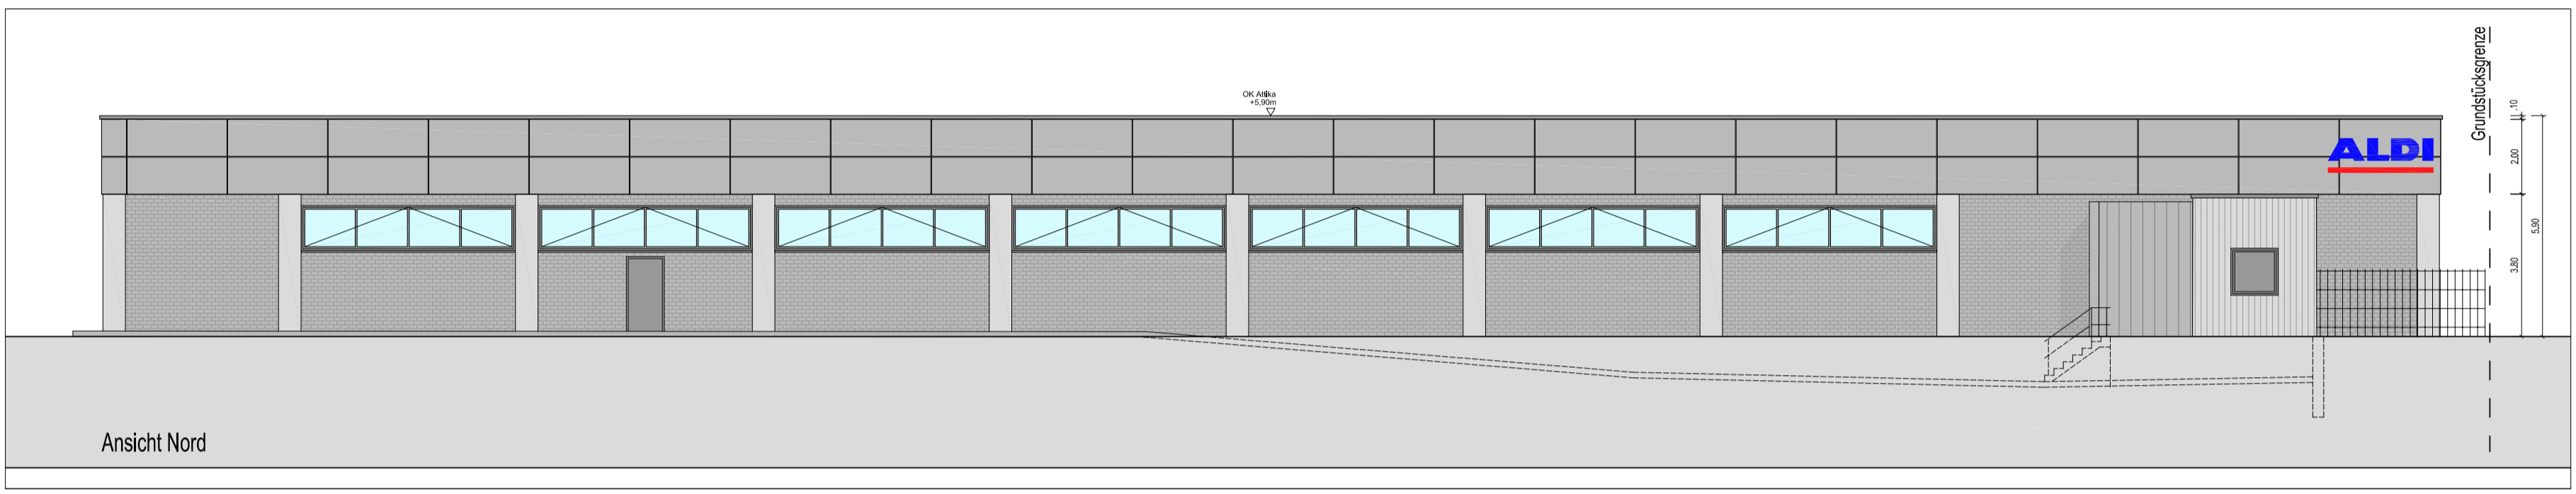 Grundstücksgrenze
OK Attika
+5,90m
.10
2.00
5.90
3.80
ALDI
Ansicht Nord